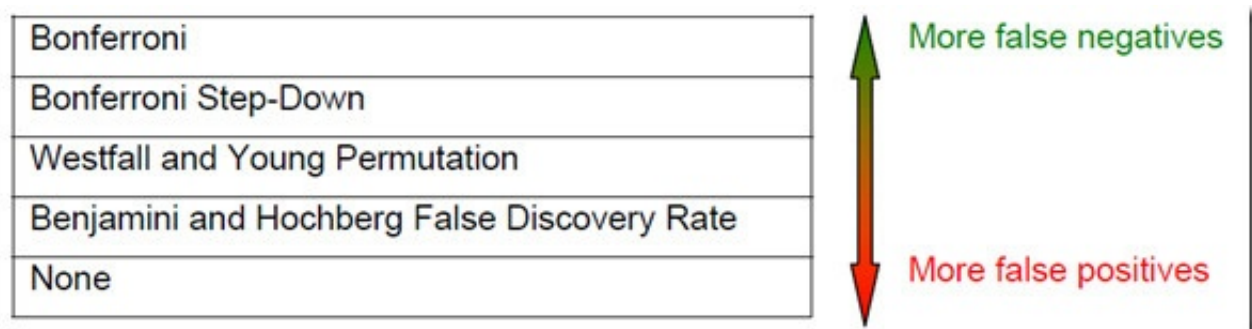 Bonferroni
More false negatives
Bonferroni Step-Down
Westfall and Young Permutation
Benjamini and Hochberg False Discovery Rate
None
More false positives